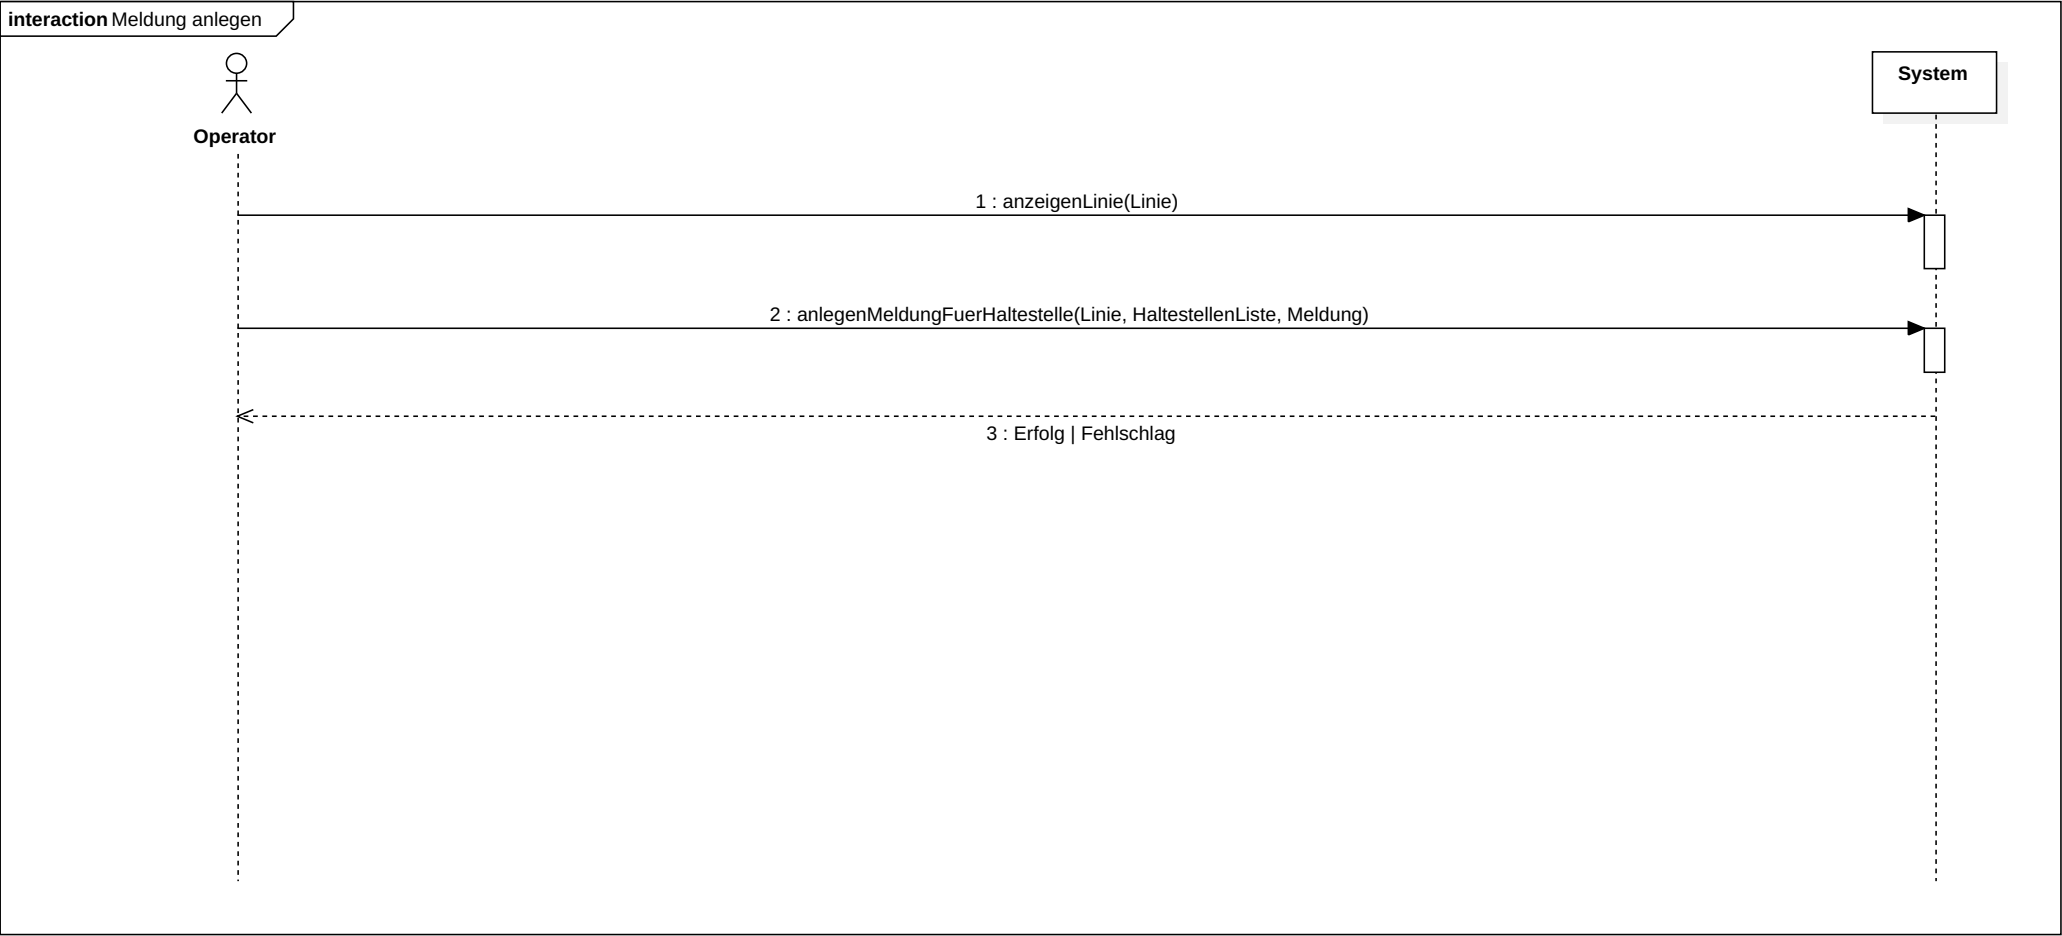 interaction Meldung anlegen
Operator
System
1 : anzeigenLinie(Linie)
2 : anlegenMeldungFuerHaltestelle(Linie, HaltestellenListe, Meldung)
3 : Erfolg | Fehlschlag